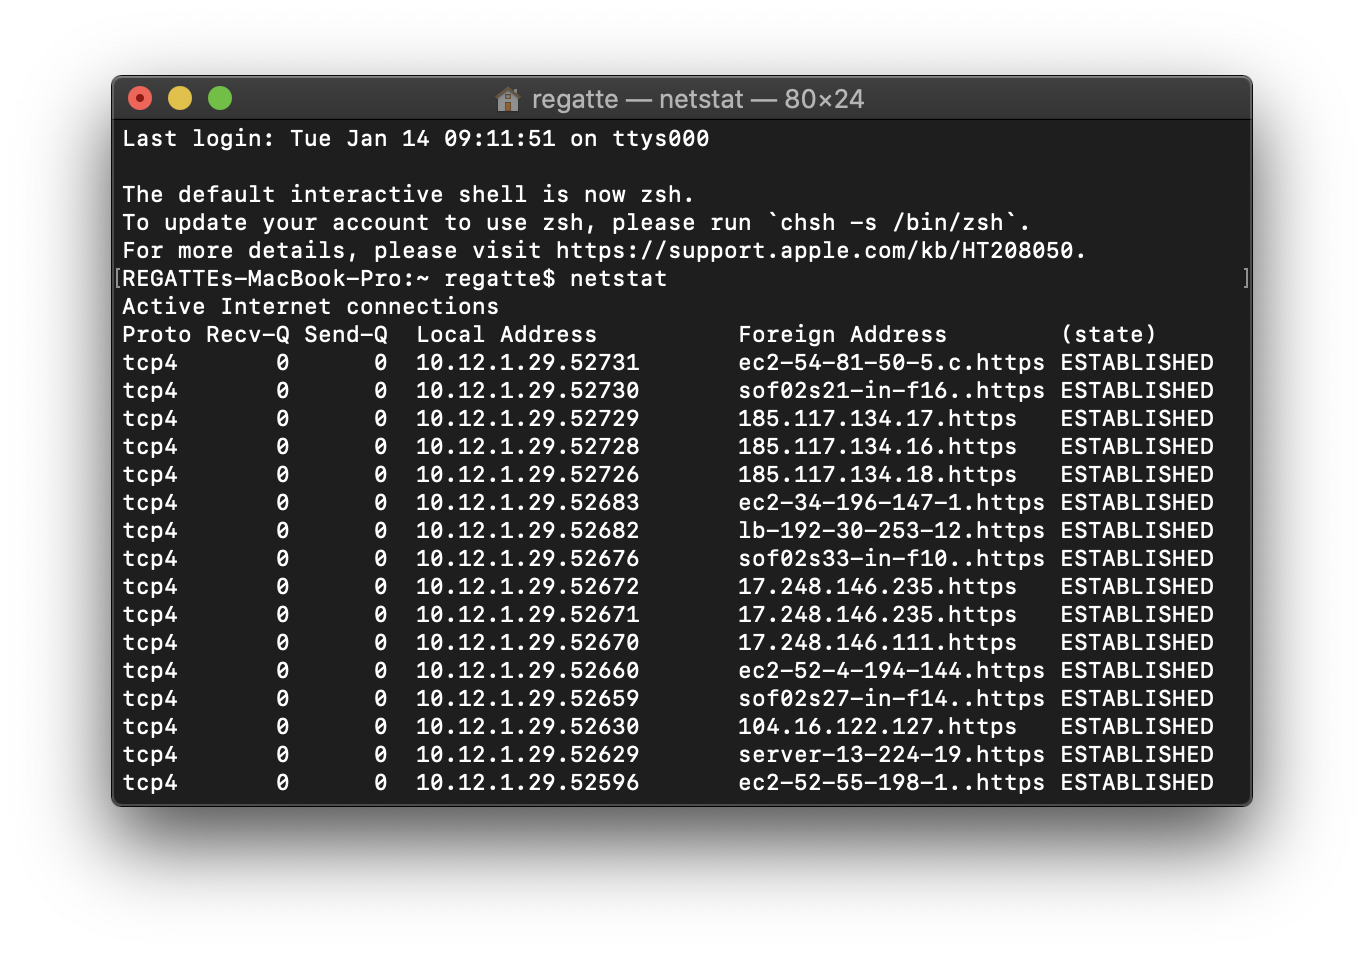 regatte — netstat — 80×24
Last login: Tue Jan 14 09:11:51 on ttys000
The default interactive shell is now zsh.
To update your account to use zsh, please run `chsh -s /bin/zsh`.
For more details, please visit https://support.apple.com/kb/HT208050.
[REGATTEs-MacBook-Pro:~ regatte$ netstat ]
Active Internet connections
Proto Recv-Q Send-Q  Local Address          Foreign Address        (state)
tcp4       0      0  10.12.1.29.52731       ec2-54-81-50-5.c.https ESTABLISHED
tcp4       0      0  10.12.1.29.52730       sof02s21-in-f16..https ESTABLISHED
tcp4       0      0  10.12.1.29.52729       185.117.134.17.https   ESTABLISHED
tcp4       0      0  10.12.1.29.52728       185.117.134.16.https   ESTABLISHED
tcp4       0      0  10.12.1.29.52726       185.117.134.18.https   ESTABLISHED
tcp4       0      0  10.12.1.29.52683       ec2-34-196-147-1.https ESTABLISHED
tcp4       0      0  10.12.1.29.52682       lb-192-30-253-12.https ESTABLISHED
tcp4       0      0  10.12.1.29.52676       sof02s33-in-f10..https ESTABLISHED
tcp4       0      0  10.12.1.29.52672       17.248.146.235.https   ESTABLISHED
tcp4       0      0  10.12.1.29.52671       17.248.146.235.https   ESTABLISHED
tcp4       0      0  10.12.1.29.52670       17.248.146.111.https   ESTABLISHED
tcp4       0      0  10.12.1.29.52660       ec2-52-4-194-144.https ESTABLISHED
tcp4       0      0  10.12.1.29.52659       sof02s27-in-f14..https ESTABLISHED
tcp4       0      0  10.12.1.29.52630       104.16.122.127.https   ESTABLISHED
tcp4       0      0  10.12.1.29.52629       server-13-224-19.https ESTABLISHED
tcp4       0      0  10.12.1.29.52596       ec2-52-55-198-1..https ESTABLISHED